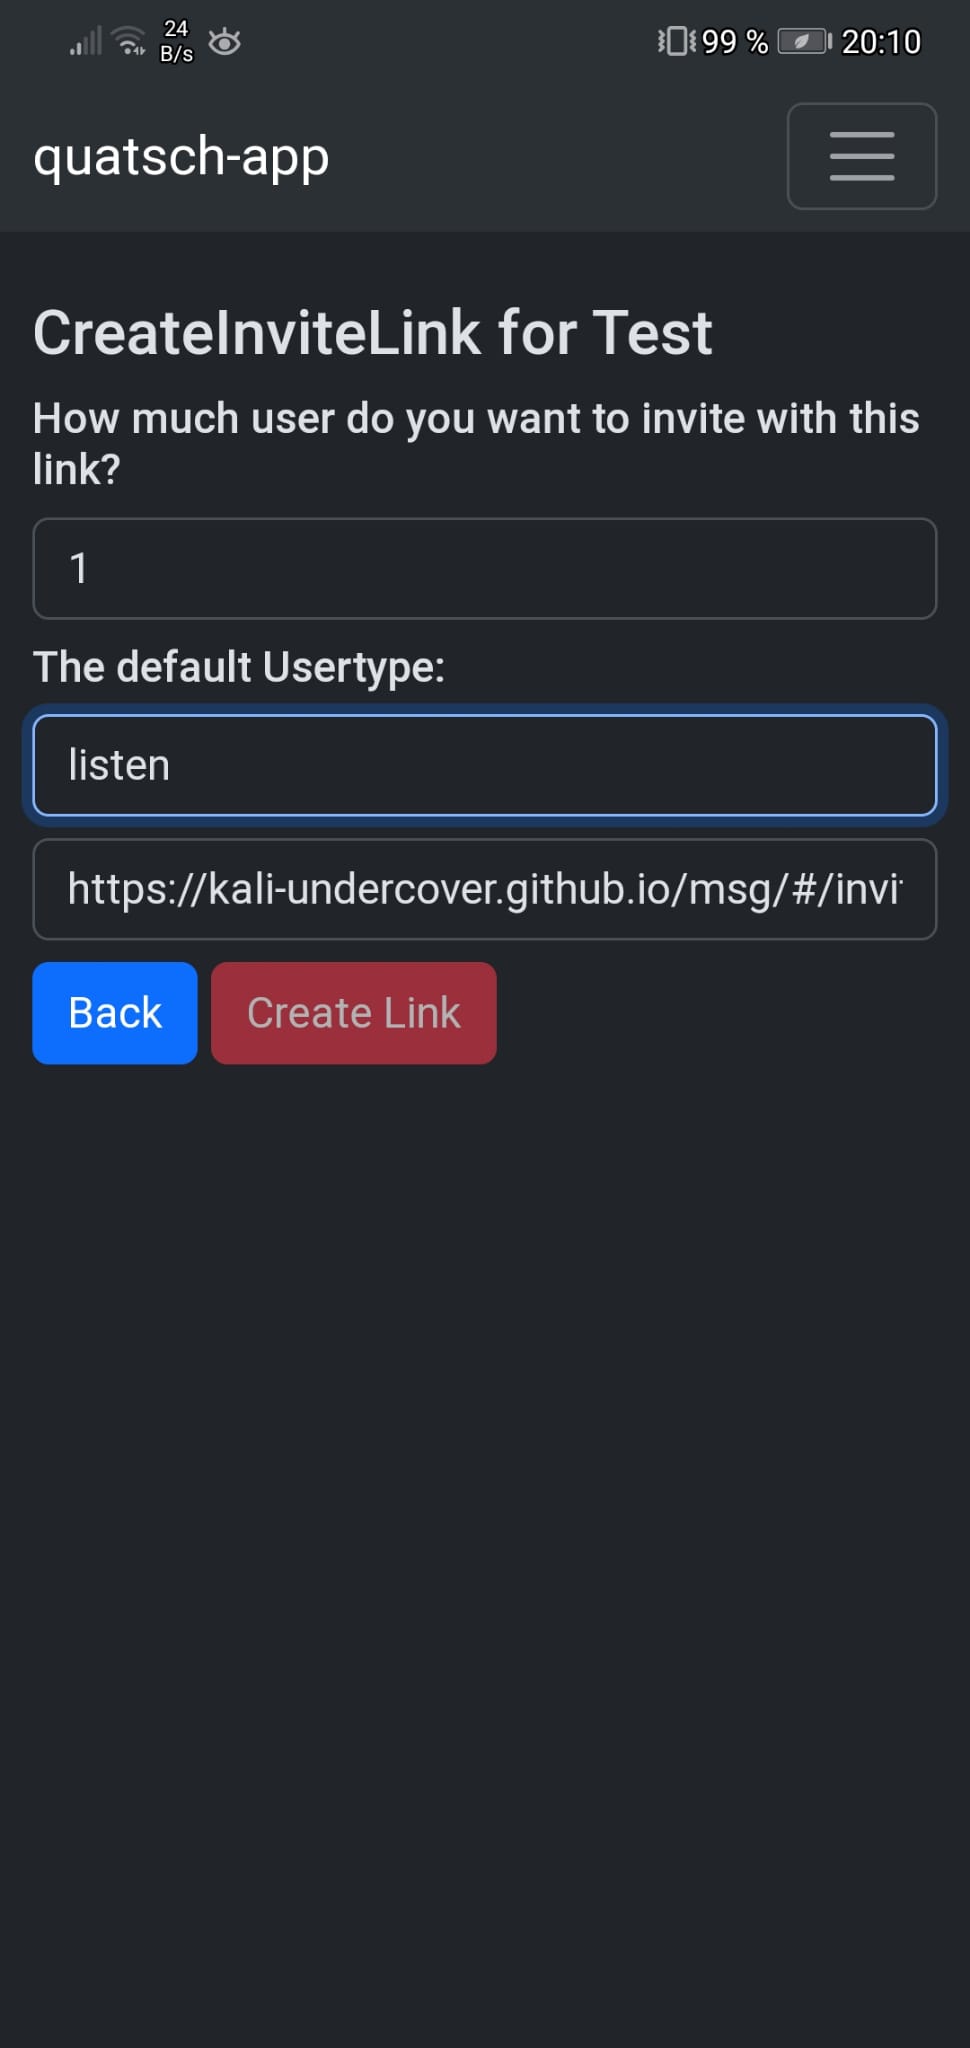 24
B/s
99 % 20:10
quatsch-app
CreateInviteLink for Test
How much user do you want to invite with this
link?
1
The default Usertype:
listen
https://kali-undercover.github.io/msg/#/invi
Back Create Link